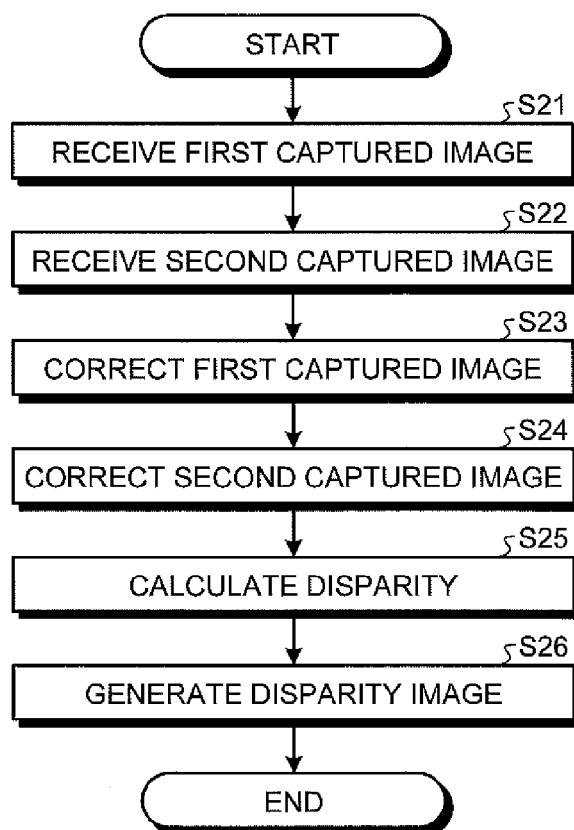 START
S21
RECEIVE FIRST CAPTURED IMAGE
S22
RECEIVE SECOND CAPTURED IMAGE
S23
CORRECT FIRST CAPTURED IMAGE
S24
CORRECT SECOND CAPTURED IMAGE
S25
CALCULATE DISPARITY
S26
GENERATE DISPARITY IMAGE
END